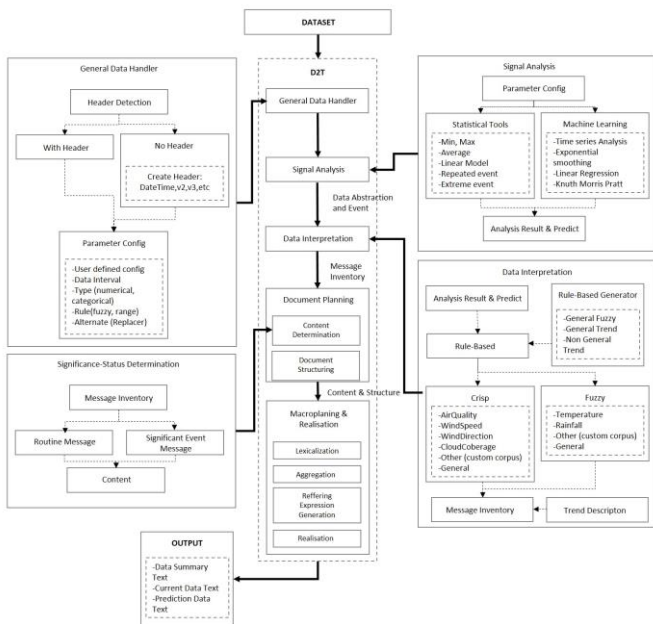 DATASET
D2T
General Data Handler
Signal Analysis
Data Abstraction
and Event
Data Interpretation
Message
Inventory
Document Planning
Content
Determination
Document
Structuring
Content & Structure
Macroplaning &
Realisation
Lexicalization
Aggregation
Reffering
Expression
Generation
Realisation
OUTPUT
-Data Summary
Text
-Current Data Text
-Prediction Data
Text
General Data Handler
Header Detection
With Header
No Header
Create Header:
DateTime,v2,v3,etc
Parameter Config
-User defined config
-Data Interval
-Type (numerical,
categorical)
-Rule(fuzzy, range)
-Alternate (Replacer)
Significance-Status Determination
Message Inventory
Routine Message
Significant Event
Message
Content
Signal Analysis
Parameter Config
Statistical Tools
-Min, Max
-Average
-Linear Model
-Repeated event
-Extreme event
Machine Learning
-Time series Analysis
-Exponential
smoothing
-Linear Regression
-Knuth Morris Pratt
Analysis Result & Predict
Data Interpretation
Analysis Result & Predict
Rule-Based Generator
-General Fuzzy
-General Trend
-Non General
Trend
Rule-Based
Crisp
-AirQuality
-WindSpeed
-WindDirection
-CloudCoberage
-Other (custom corpus)
-General
Fuzzy
-Temperature
-Rainfall
-Other (custom corpus)
-General
Message Inventory
Trend Descripton